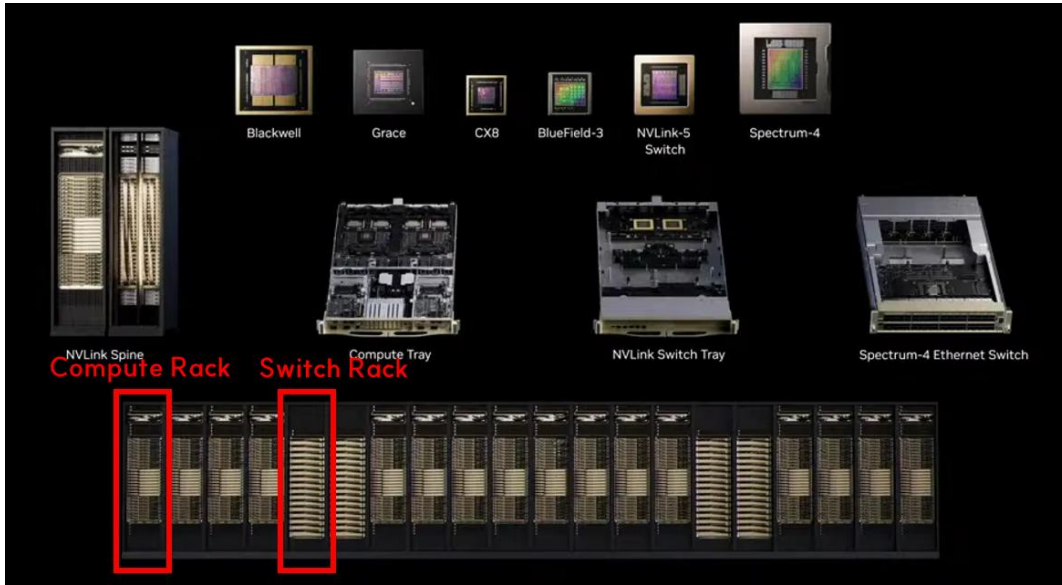 Blackwell
Grace
CX8
BlueField-3
NVLink-5
Switch
Spectrum-4
NVLink Spine
Compute Tray
NVLink Switch Tray
Spectrum-4 Ethernet Switch
Compute Rack
Switch Rack